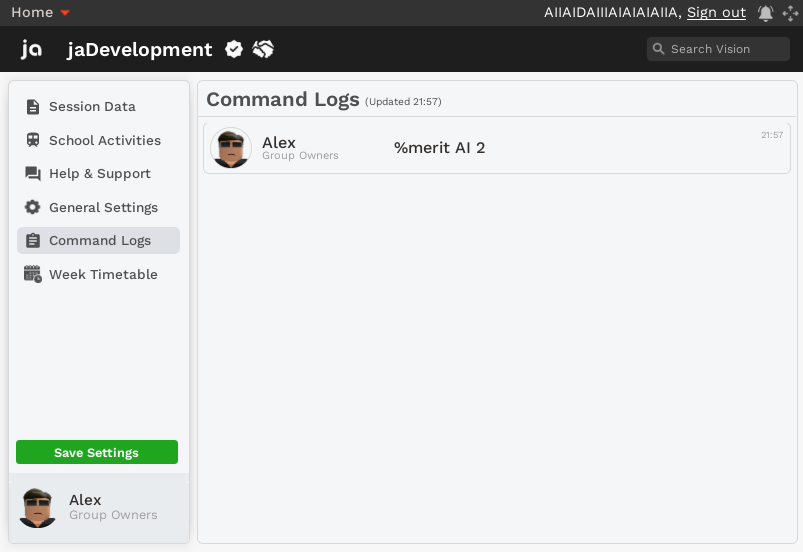 Home
AIIAIDAIIIAIAIAIAIIA, Sign out
ja jaDevelopment
Search Vision
Session Data
School Activities
Help & Support
General Settings
Command Logs
Week Timetable
Save Settings
Alex
Group Owners
Command Logs (Updated 21:57)
Alex
Group Owners
%merit AI 2
21:57